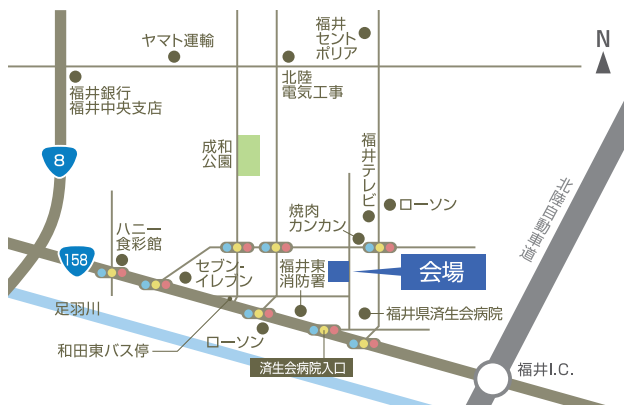 福井
セント
ポリア
ヤマト運輸
N
福井銀行
福井中央支店
北陸
電気工事
成和
公園
8
福井テレビ
ローソン
北陸自動車道
焼肉
カンカン
ハニー
食彩館
158
セブン-
イレブン
福井東
消防署
会場
足羽川
福井県済生会病院
和田東バス停
ローソン
済生会病院入口
福井I.C.